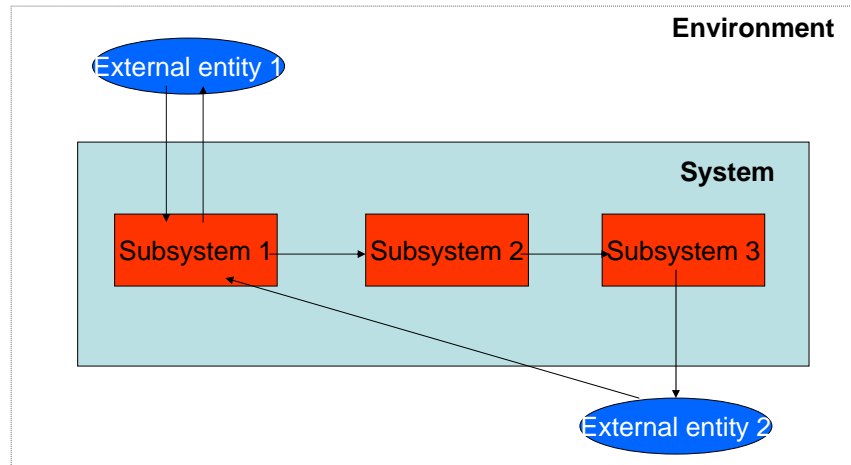 Environment
External entity 1
System
Subsystem 1
Subsystem 2
Subsystem 3
External entity 2